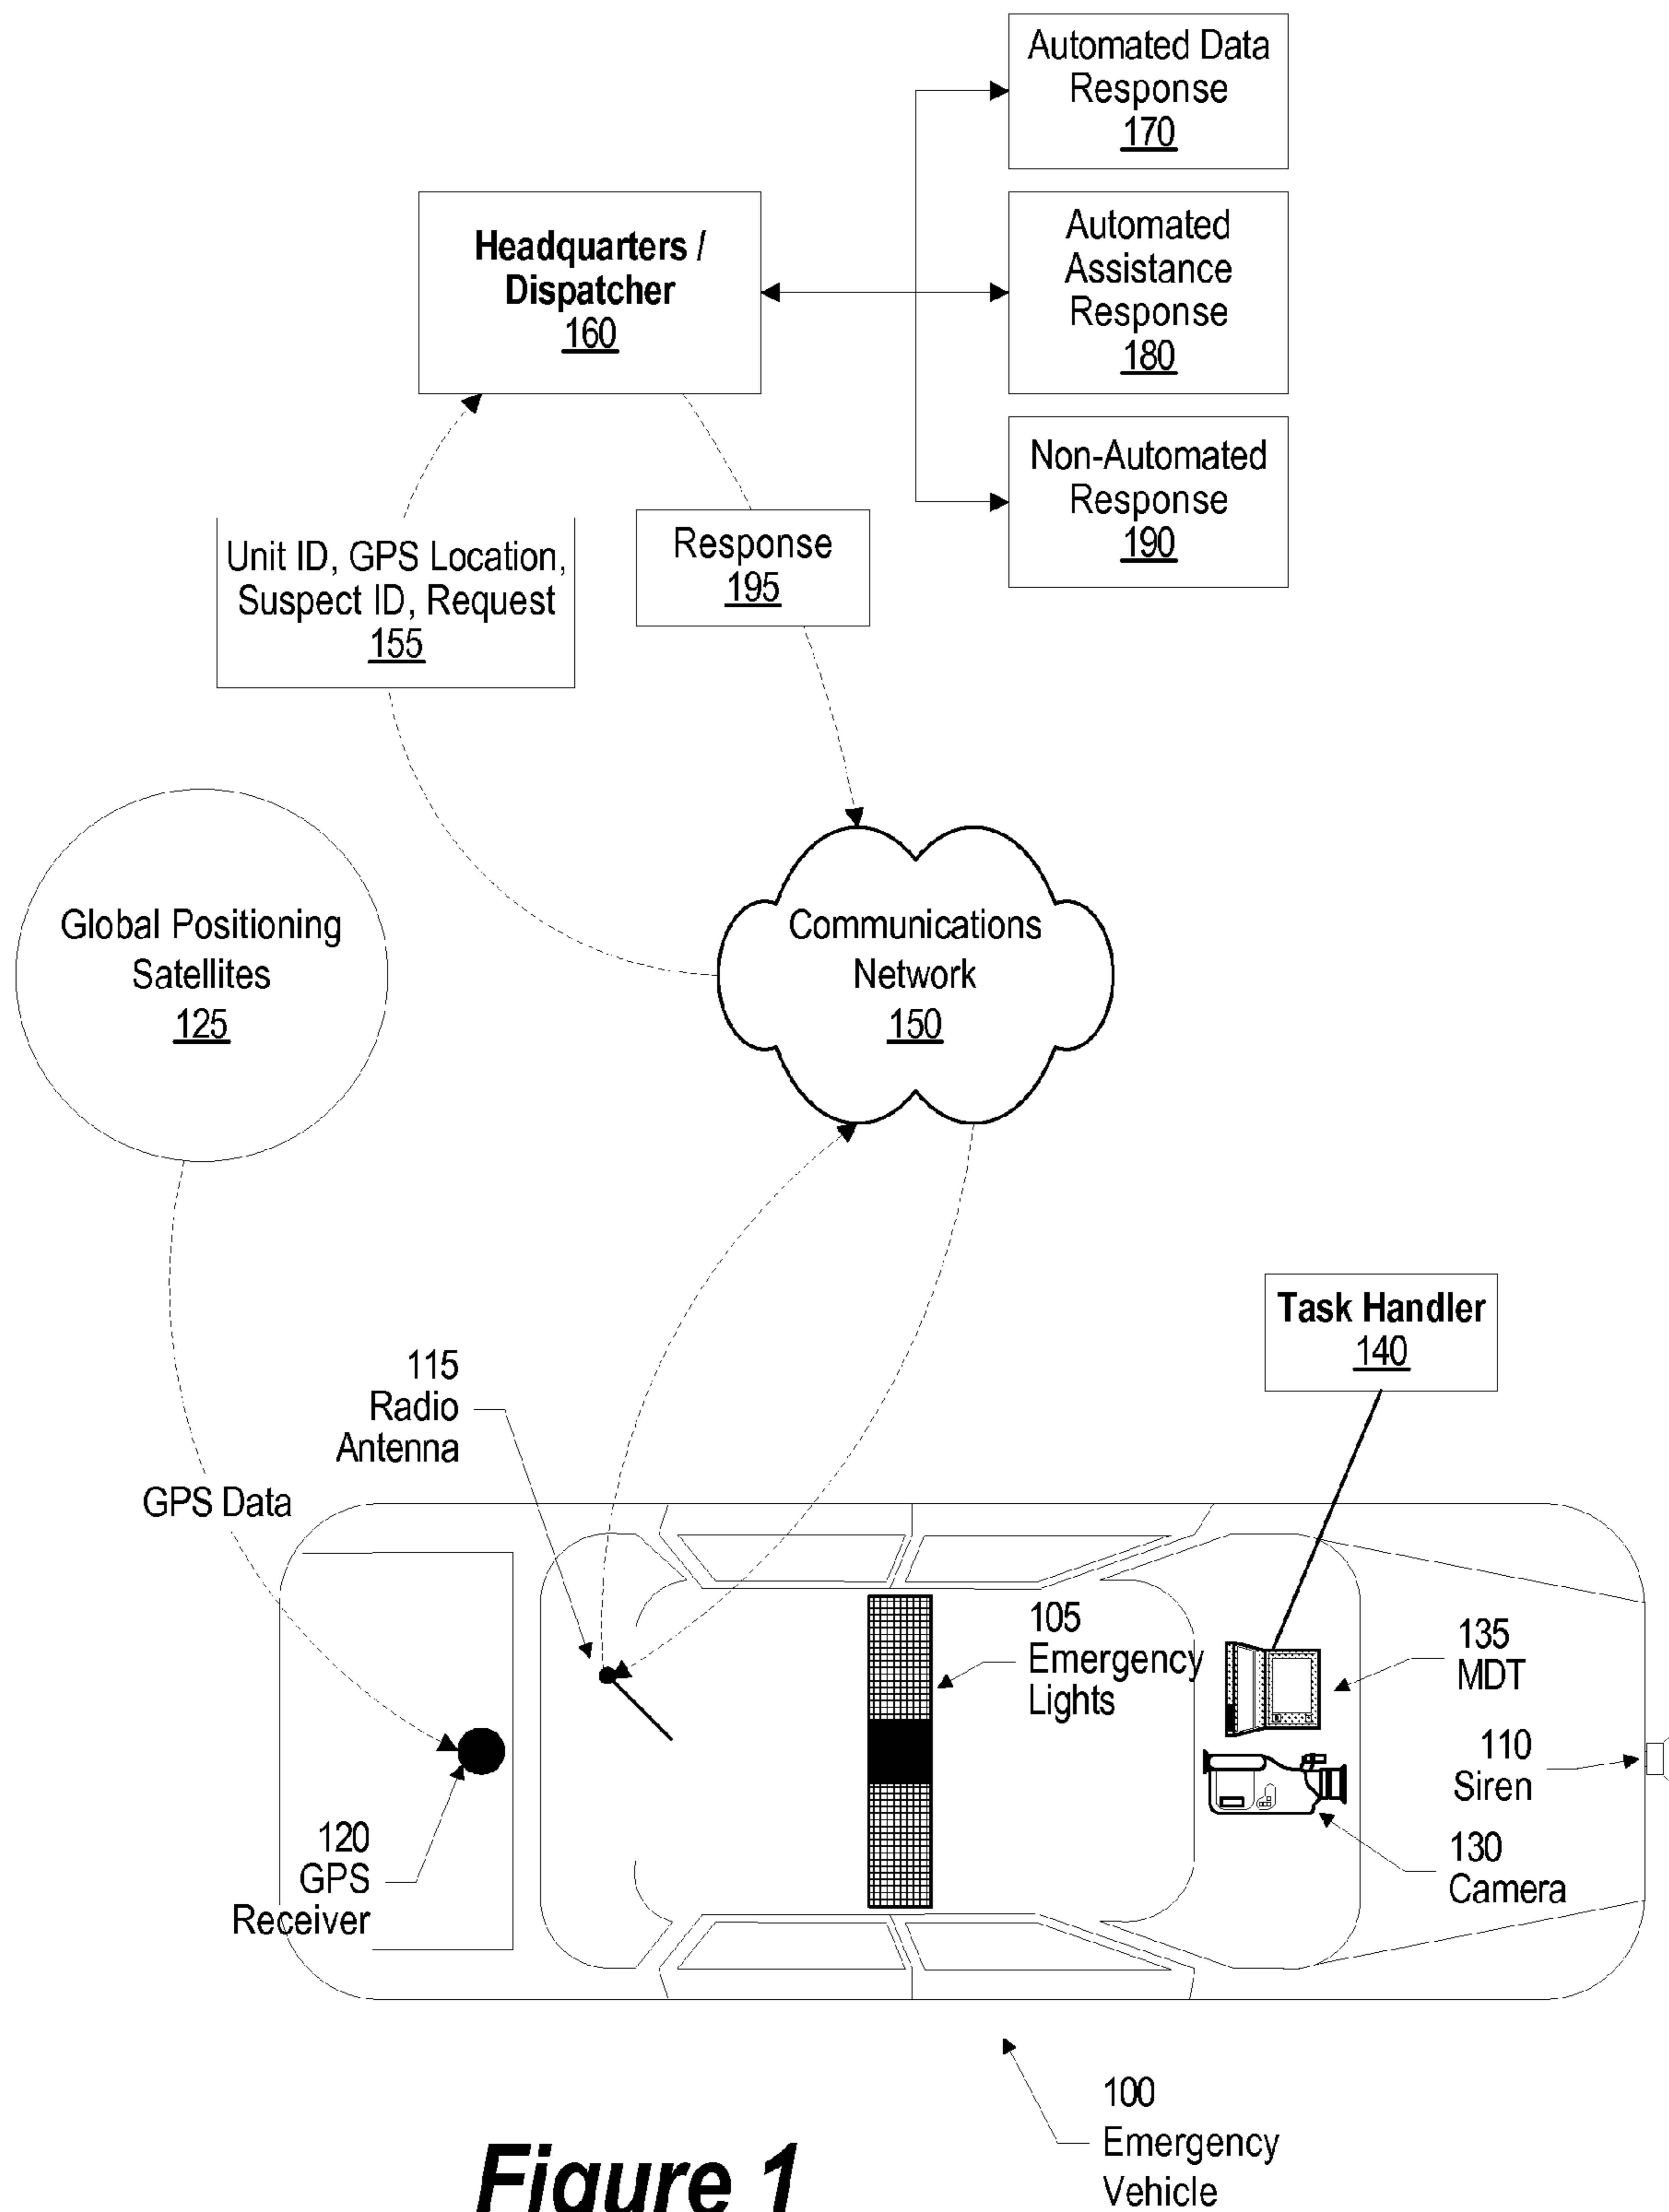 Automated Data
Response
170
Headquarters /
Dispatcher
160
Automated
Assistance
Response
180
Non-Automated
Response
190
Unit ID, GPS Location,
Suspect ID, Request
155
Response
195
Global Positioning
Satellites
125
Communications
Network
150
Task Handler
140
115
Radio
Antenna
GPS Data
105
Emergency
Lights
135
MDT
110
Siren
120
GPS
Receiver
130
Camera
100
Emergency
Vehicle
Figure 1